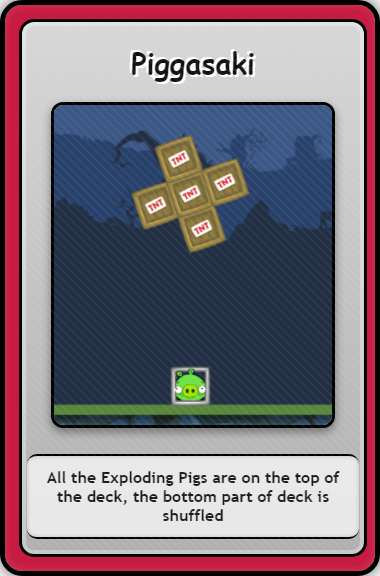 Piggasaki
TNT
TNT
TNT
TNT
TNT
All the Exploding Pigs are on the top of
the deck, the bottom part of deck is
shuffled